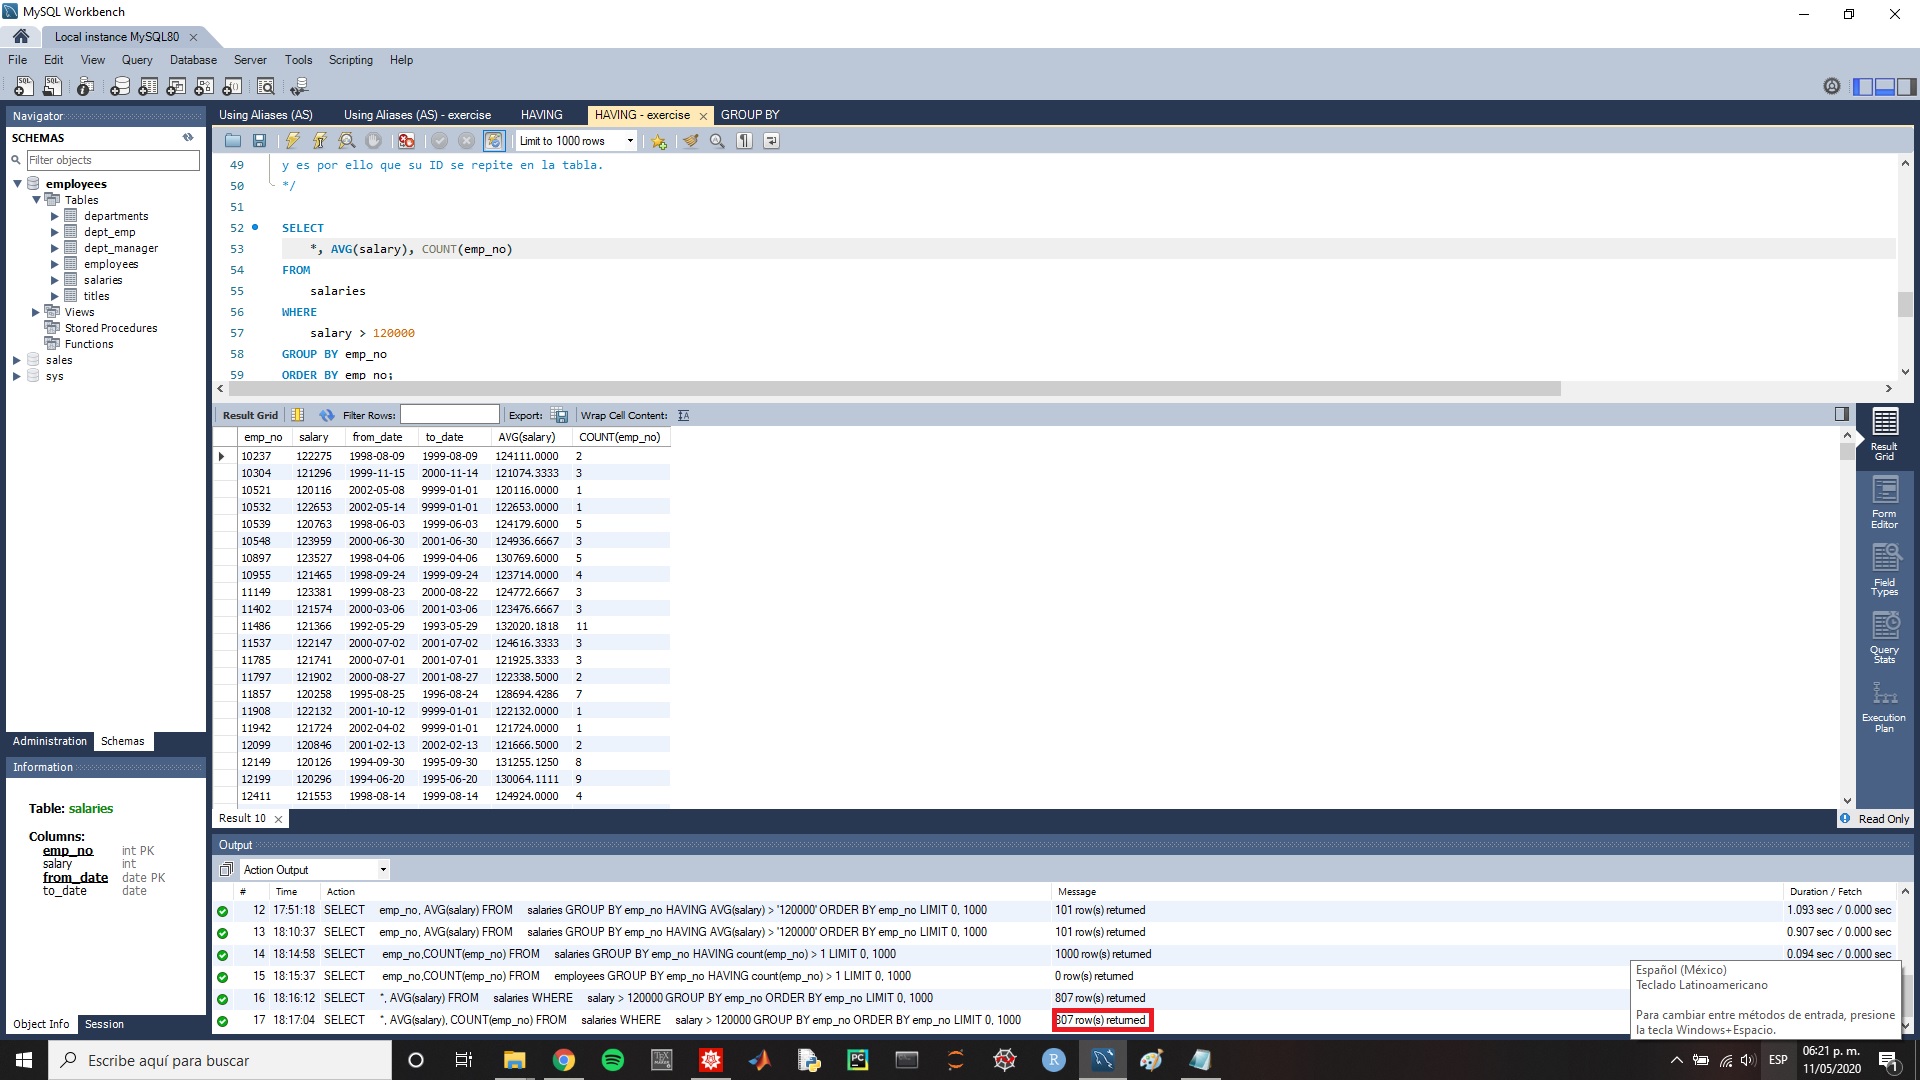 MySQL Workbench
Local instance MySQL80
File Edit View Query Database Server Tools Scripting Help
Navigator
SCHEMAS
Filter objects
employees
Tables
departments
dept_emp
dept_manager
employees
salaries
titles
Views
Stored Procedures
Functions
sales
sys
Administration Schemas
Information
Table: salaries
Columns:
emp_no int PK
salary int
from_date date PK
to_date date
Object Info Session
Using Aliases (AS) Using Aliases (AS) - exercise HAVING HAVING - exercise GROUP BY
Limit to 1000 rows
49 y es por ello que su ID se repite en la tabla.
50 */
51
52 SELECT
53 *, AVG(salary), COUNT(emp_no)
54 FROM
55 salaries
56 WHERE
57 salary > 120000
58 GROUP BY emp_no
59 ORDER BY emp_no;
Result Grid Filter Rows: Export: Wrap Cell Content:
emp_no salary from_date to_date AVG(salary) COUNT(emp_no)
10237 122275 1998-08-09 1999-08-09 124111.0000 2
10304 121296 1999-11-15 2000-11-14 121074.3333 3
10521 120116 2002-05-08 9999-01-01 120116.0000 1
10532 122653 2002-05-14 9999-01-01 122653.0000 1
10539 120763 1998-06-03 1999-06-03 124179.6000 5
10548 123959 2000-06-30 2001-06-30 124936.6667 3
10897 123527 1998-04-06 1999-04-06 130769.6000 5
10955 121465 1998-09-24 1999-09-24 123714.0000 4
11149 123381 1999-08-23 2000-08-22 124772.6667 3
11402 121574 2000-03-06 2001-03-06 123476.6667 3
11486 121366 1992-05-29 1993-05-29 132020.1818 11
11537 122147 2000-07-02 2001-07-02 124616.3333 3
11785 121741 2000-07-01 2001-07-01 121925.3333 3
11797 121902 2000-08-27 2001-08-27 122338.5000 2
11857 120258 1995-08-25 1996-08-24 128694.4286 7
11908 122132 2001-10-12 9999-01-01 122132.0000 1
11942 121724 2002-04-02 9999-01-01 121724.0000 1
12099 120846 2001-02-13 2002-02-13 121666.5000 2
12149 120126 1994-09-30 1995-09-30 131255.1250 8
12199 120296 1994-06-20 1995-06-20 130064.1111 9
12411 121553 1998-08-14 1999-08-14 124924.0000 4
Result Grid
Form Editor
Field Types
Query Stats
Execution Plan
Result 10
Read Only
Output
Action Output
# Time Action Message Duration / Fetch
12 17:51:18 SELECT emp_no, AVG(salary) FROM salaries GROUP BY emp_no HAVING AVG(salary) > '120000' ORDER BY emp_no LIMIT 0, 1000 101 row(s) returned 1.093 sec / 0.000 sec
13 18:10:37 SELECT emp_no, AVG(salary) FROM salaries GROUP BY emp_no HAVING AVG(salary) > '120000' ORDER BY emp_no LIMIT 0, 1000 101 row(s) returned 0.907 sec / 0.000 sec
14 18:14:58 SELECT emp_no,COUNT(emp_no) FROM salaries GROUP BY emp_no HAVING count(emp_no) > 1 LIMIT 0, 1000 1000 row(s) returned 0.094 sec / 0.000 sec
15 18:15:37 SELECT emp_no,COUNT(emp_no) FROM employees GROUP BY emp_no HAVING count(emp_no) > 1 LIMIT 0, 1000 0 row(s) returned
16 18:16:12 SELECT *, AVG(salary) FROM salaries WHERE salary > 120000 GROUP BY emp_no ORDER BY emp_no LIMIT 0, 1000 807 row(s) returned
17 18:17:04 SELECT *, AVG(salary), COUNT(emp_no) FROM salaries WHERE salary > 120000 GROUP BY emp_no ORDER BY emp_no LIMIT 0, 1000 807 row(s) returned
Español (México)
Teclado Latinoamericano
Para cambiar entre métodos de entrada, presione
la tecla Windows+Espacio.
Escribe aquí para buscar
PC
R
ESP
06:21 p. m.
11/05/2020
1